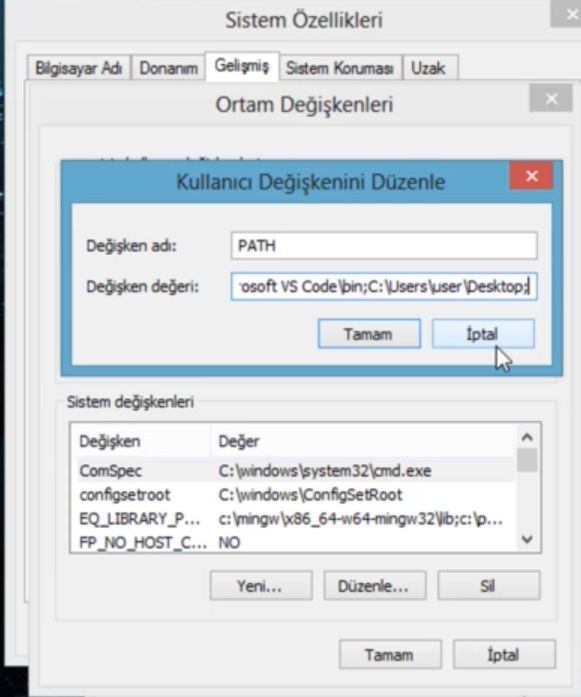 Sistem Özellikleri
Bilgisayar Adı Donanım Gelişmiş Sistem Koruması Uzak
Ortam Değişkenleri
Kullanıcı Değişkenini Düzenle
Değişken adı: PATH
Değişken değeri: osoft VS Code\bin;C:\Users\user\Desktop;
Tamam İptal
Sistem değişkenleri
Değişken Değer
ComSpec C:\windows\system32\cmd.exe
configsetroot C:\windows\ConfigSetRoot
EQ_LIBRARY_P... c:\mingw\x86_64-w64-mingw32\lib;c:\p...
FP_NO_HOST_C... NO
Yeni... Düzenle... Sil
Tamam İptal